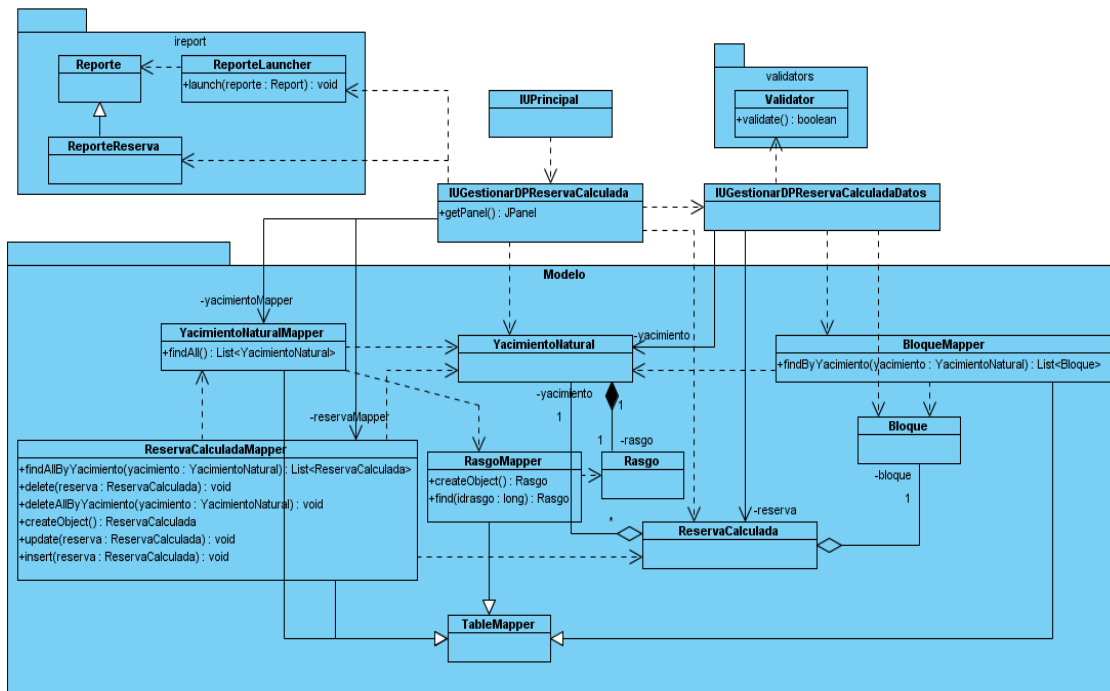 ireport
Reporte
ReporteLauncher
+launch(reporte : Report) : void
ReporteReserva
IUPrincipal
validators
Validator
+validate() : boolean
IUGestionarDPReservaCalculada
+getPanel() : JPanel
IUGestionarDPReservaCalculadaDatos
Modelo
-yacimientoMapper
YacimientoNaturalMapper
+findAll() : List<YacimientoNatural>
YacimientoNatural
-yacimiento
BloqueMapper
+findByYacimiento(yacimiento : YacimientoNatural) : List<Bloque>
-yacimiento
1
1
-reservaMapper
ReservaCalculadaMapper
+findAllByYacimiento(yacimiento : YacimientoNatural) : List<ReservaCalculada>
+delete(reserva : ReservaCalculada) : void
+deleteAllByYacimiento(yacimiento : YacimientoNatural) : void
+createObject() : ReservaCalculada
+update(reserva : ReservaCalculada) : void
+insert(reserva : ReservaCalculada) : void
RasgoMapper
+createObject() : Rasgo
+find(idrasgo : long) : Rasgo
1
-rasgo
Rasgo
Bloque
-bloque
1
-reserva
*
ReservaCalculada
TableMapper